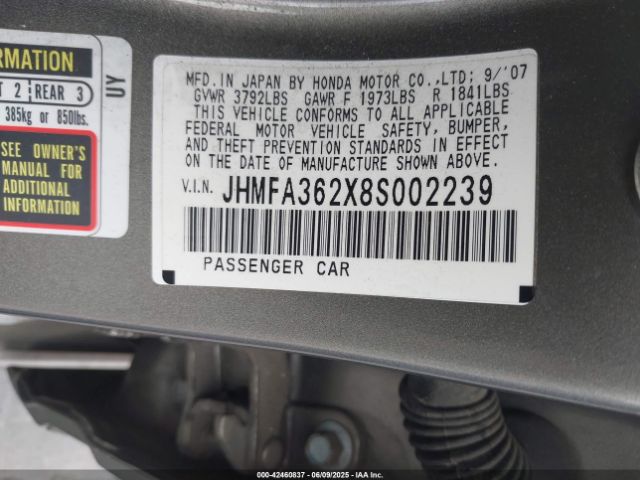 ORMATION
T 2 REAR 3
385kg or 850lbs.
SEE OWNER'S
MANUAL FOR
ADDITIONAL
INFORMATION
UY
MFD. IN JAPAN BY HONDA MOTOR CO.,LTD; 9/'07
GVWR 3792LBS GAWR F 1973LBS R 1841LBS
THIS VEHICLE CONFORMS TO ALL APPLICABLE
FEDERAL MOTOR VEHICLE SAFETY, BUMPER,
AND THEFT PREVENTION STANDARDS IN EFFECT
ON THE DATE OF MANUFACTURE SHOWN ABOVE.
V.I.N. JHMFA362X8S002239
PASSENGER CAR
000-42460837 - 06/09/2025 - IAAI.COM